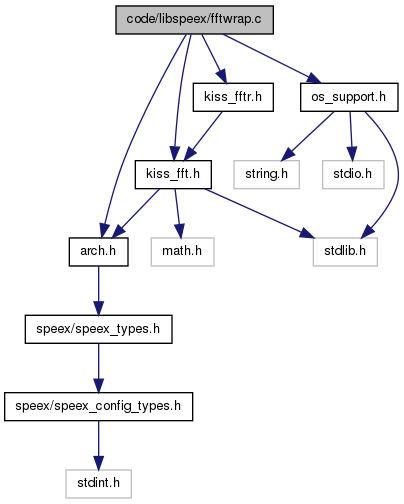 code/libspeex/fftwrap.c
kiss_fftr.h
os_support.h
kiss_fft.h
string.h
stdio.h
arch.h
math.h
stdlib.h
speex/speex_types.h
speex/speex_config_types.h
stdint.h